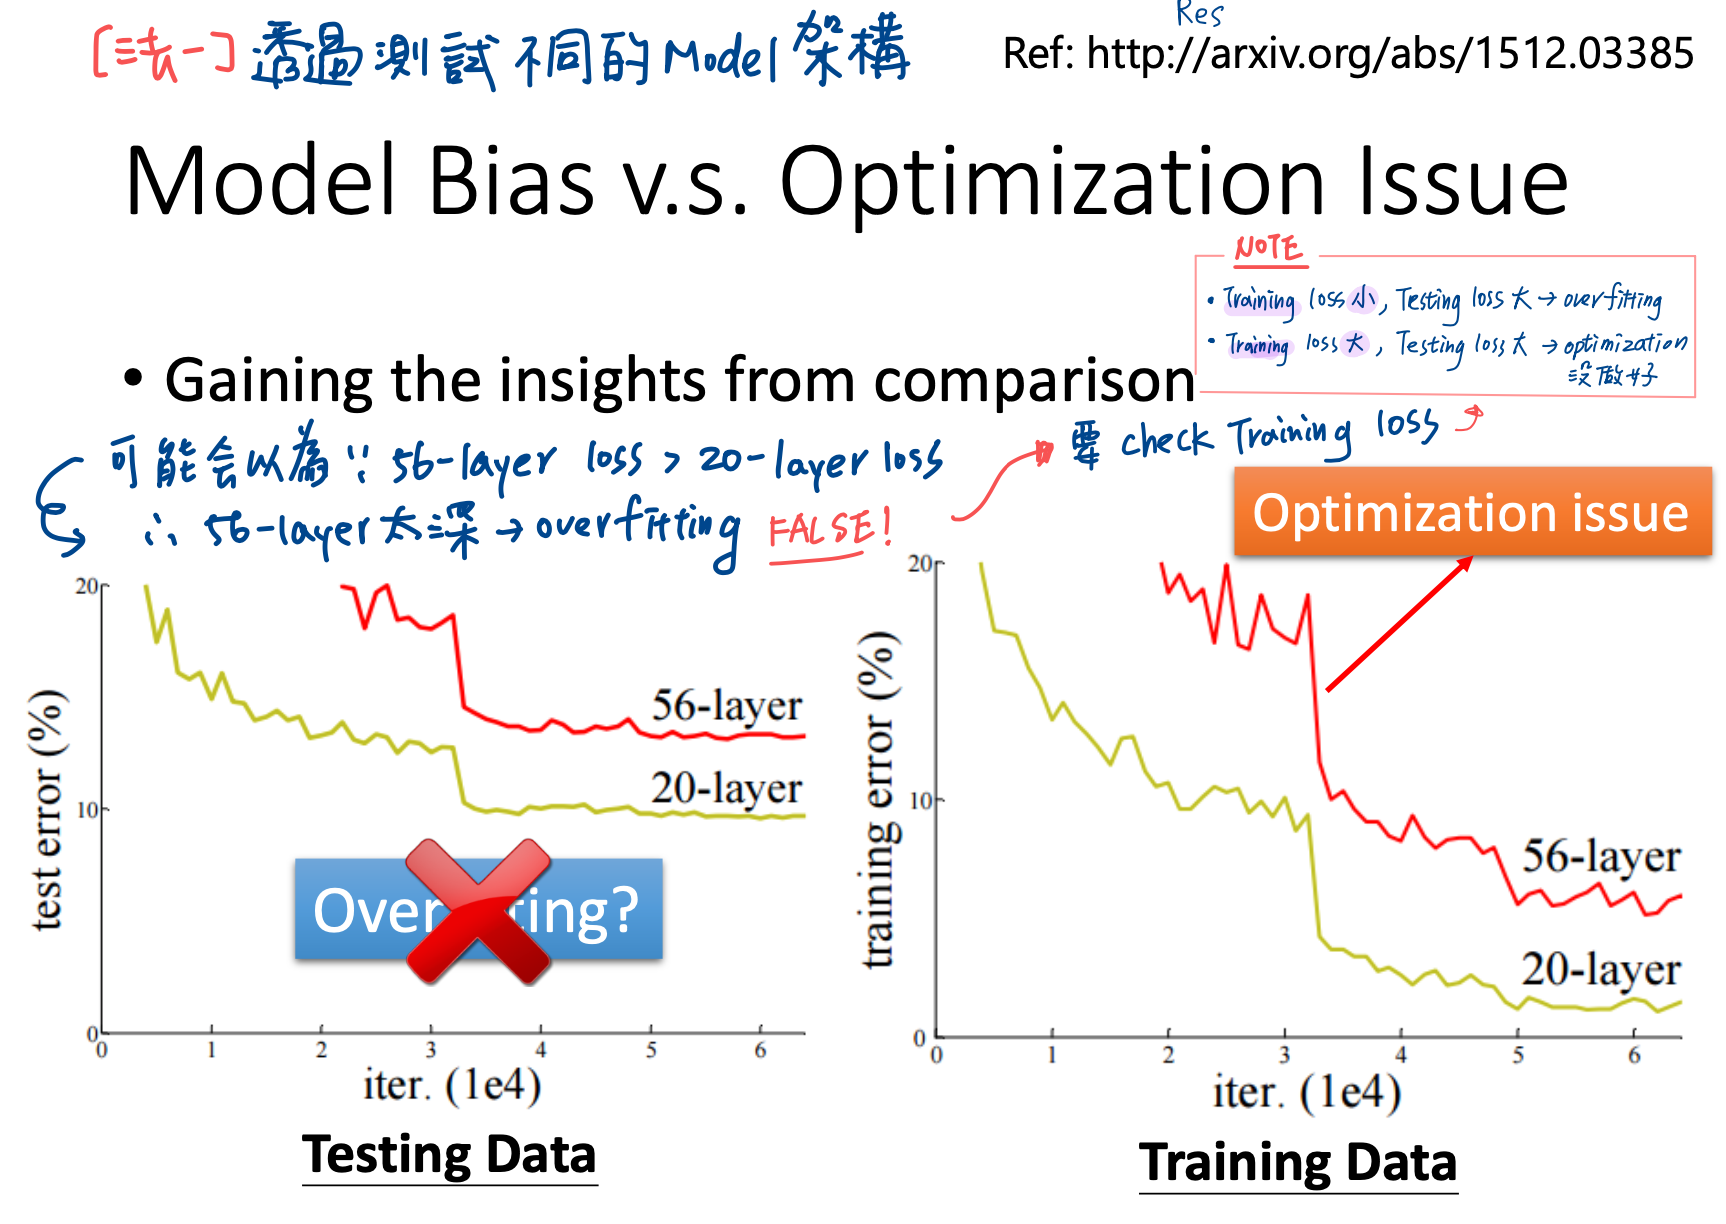 Res
[法一] 透過測試不同的Model架構
Ref: http://arxiv.org/abs/1512.03385
Model Bias v.s. Optimization Issue
NOTE
• Training loss 小, Testing loss 大 → overfitting
• Training loss 大, Testing loss 大 → optimization
沒做好
• Gaining the insights from comparison
要 check Training loss
可能会以為 ∵ 56-layer loss > 20-layer loss
∴ 56-layer 太深 → overfitting FALSE!
Optimization issue
20
10
0
test error (%)
56-layer
20-layer
0 1 2 3 4 5 6
iter. (1e4)
Testing Data
20
10
0
training error (%)
56-layer
20-layer
0 1 2 3 4 5 6
iter. (1e4)
Training Data